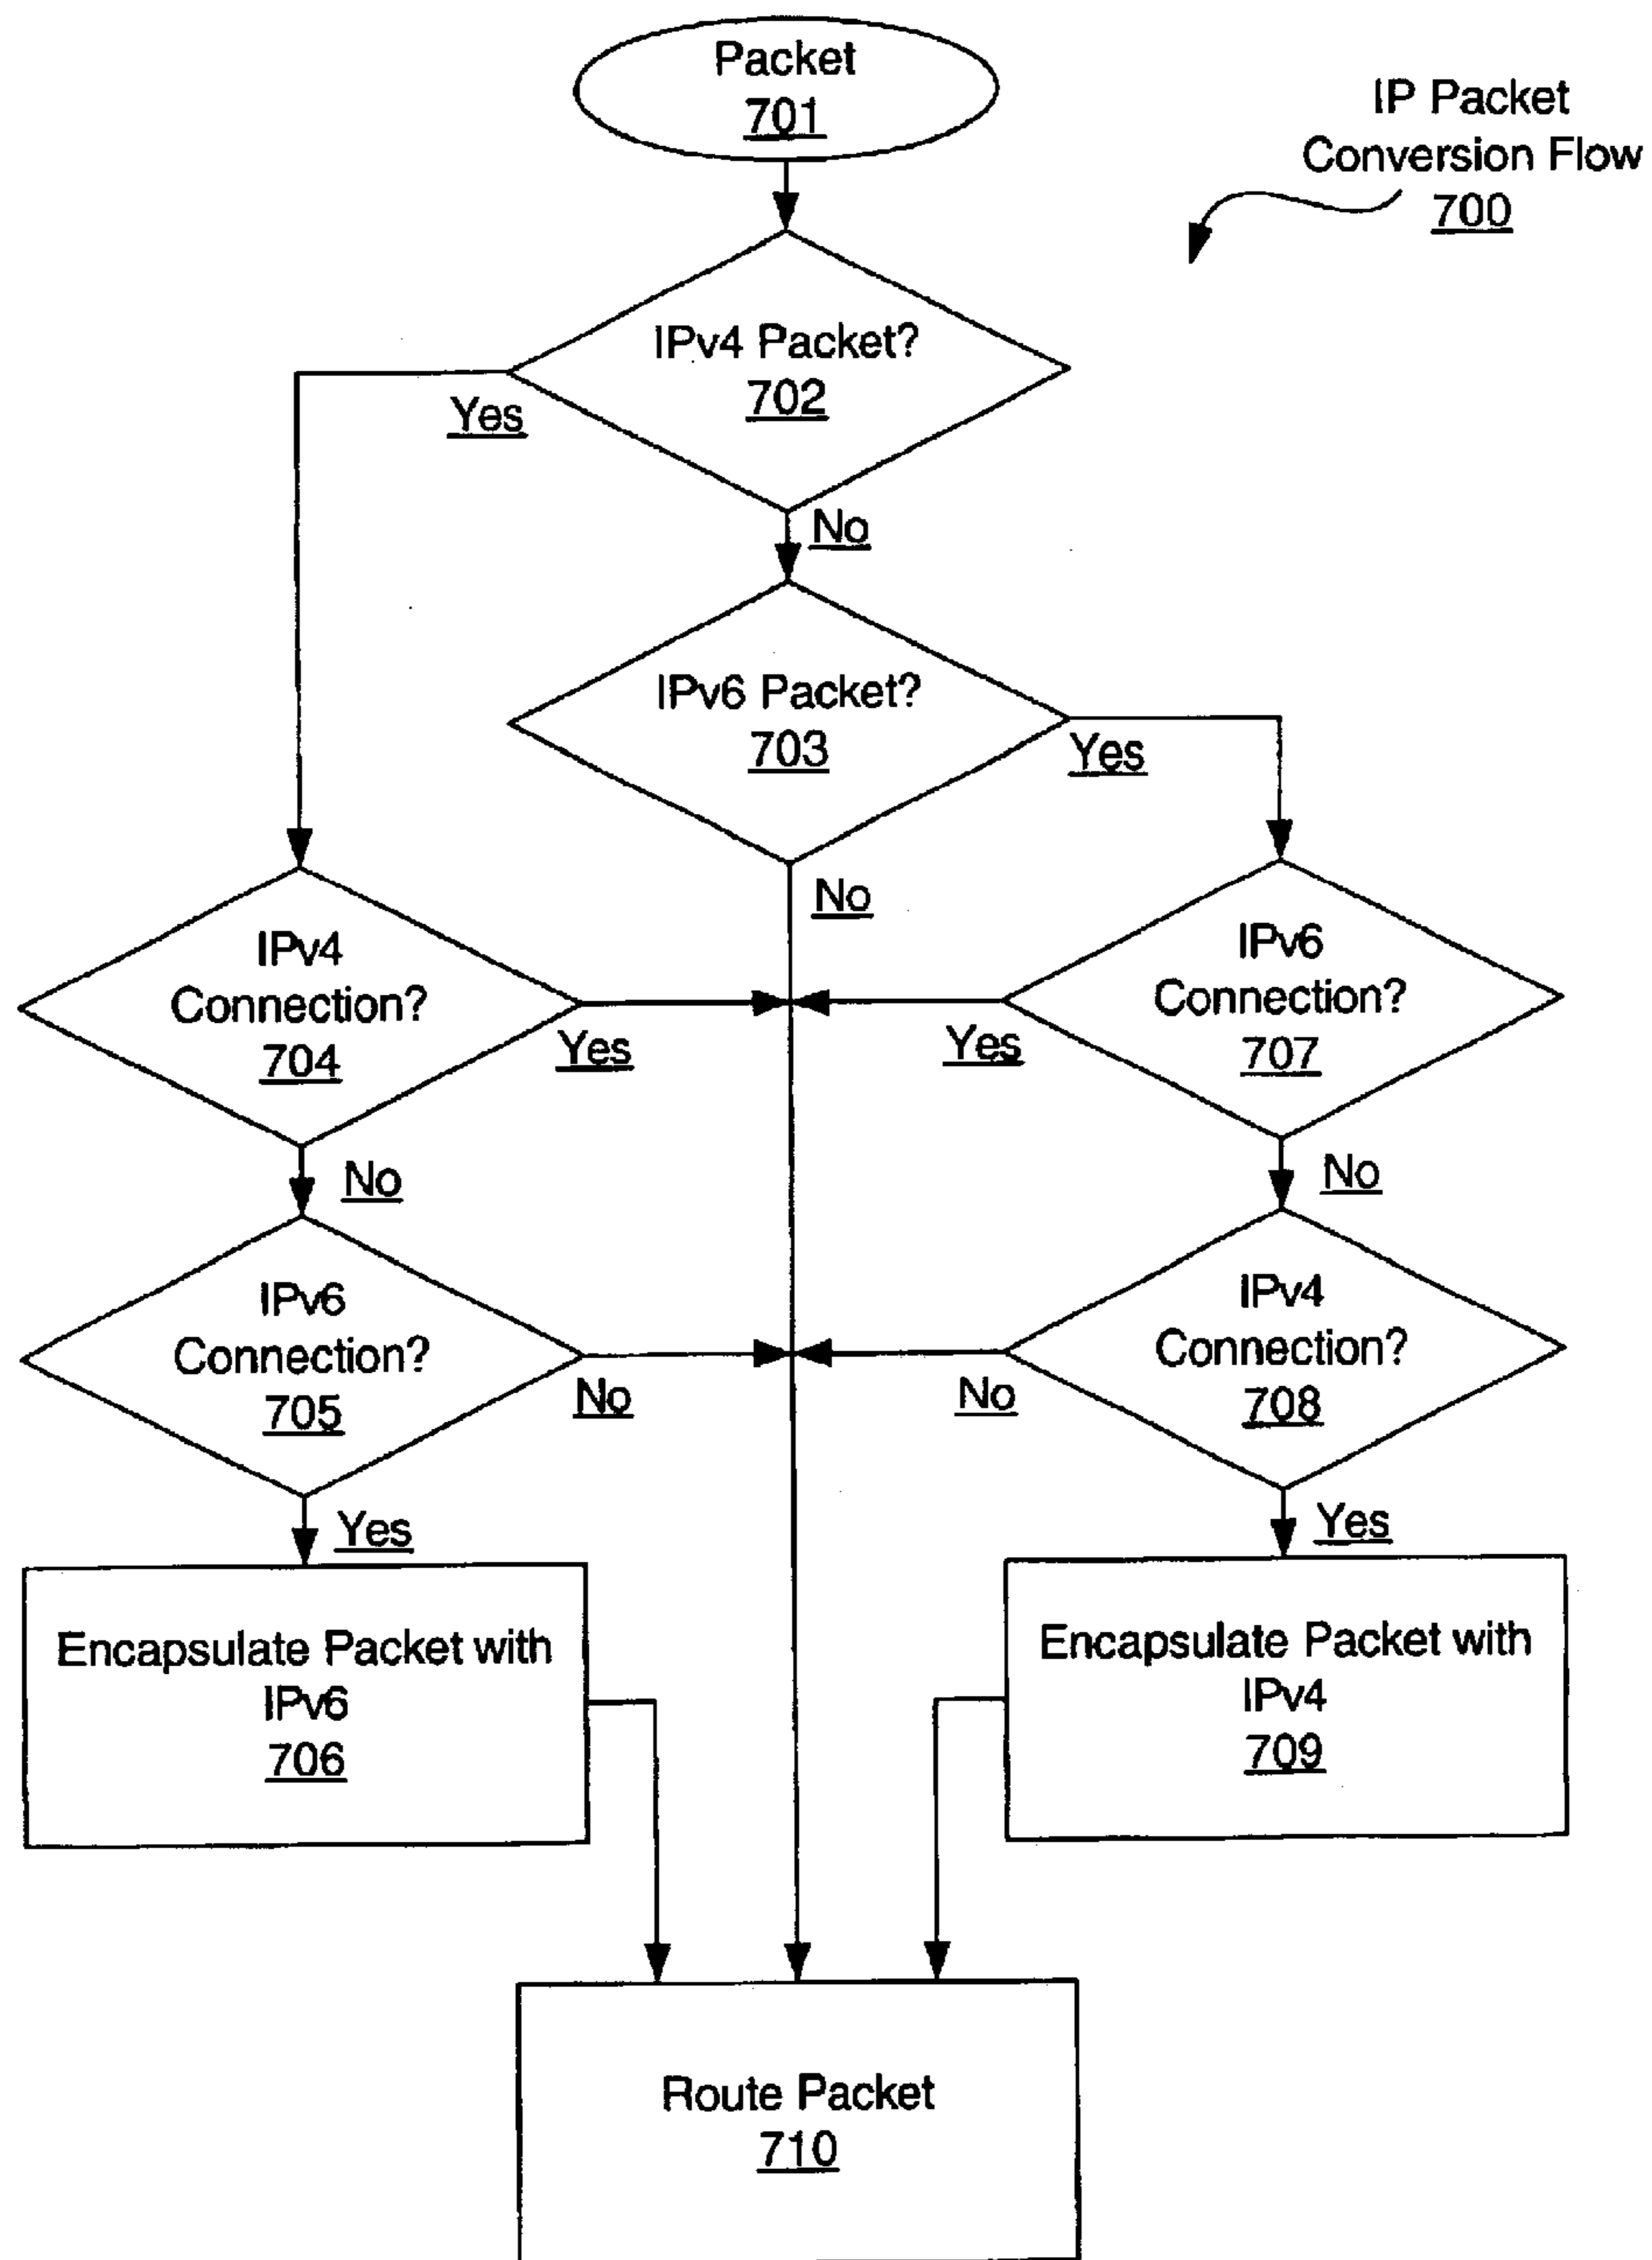 Packet
701
IP Packet
Conversion Flow
700
IPv4 Packet?
702
Yes
No
IPv6 Packet?
703
Yes
No
IPv4
Connection?
704
Yes
IPv6
Connection?
707
Yes
No
No
IPv6
Connection?
705
No
IPv4
Connection?
708
No
Yes
Yes
Encapsulate Packet with
IPv6
706
Encapsulate Packet with
IPv4
709
Route Packet
710